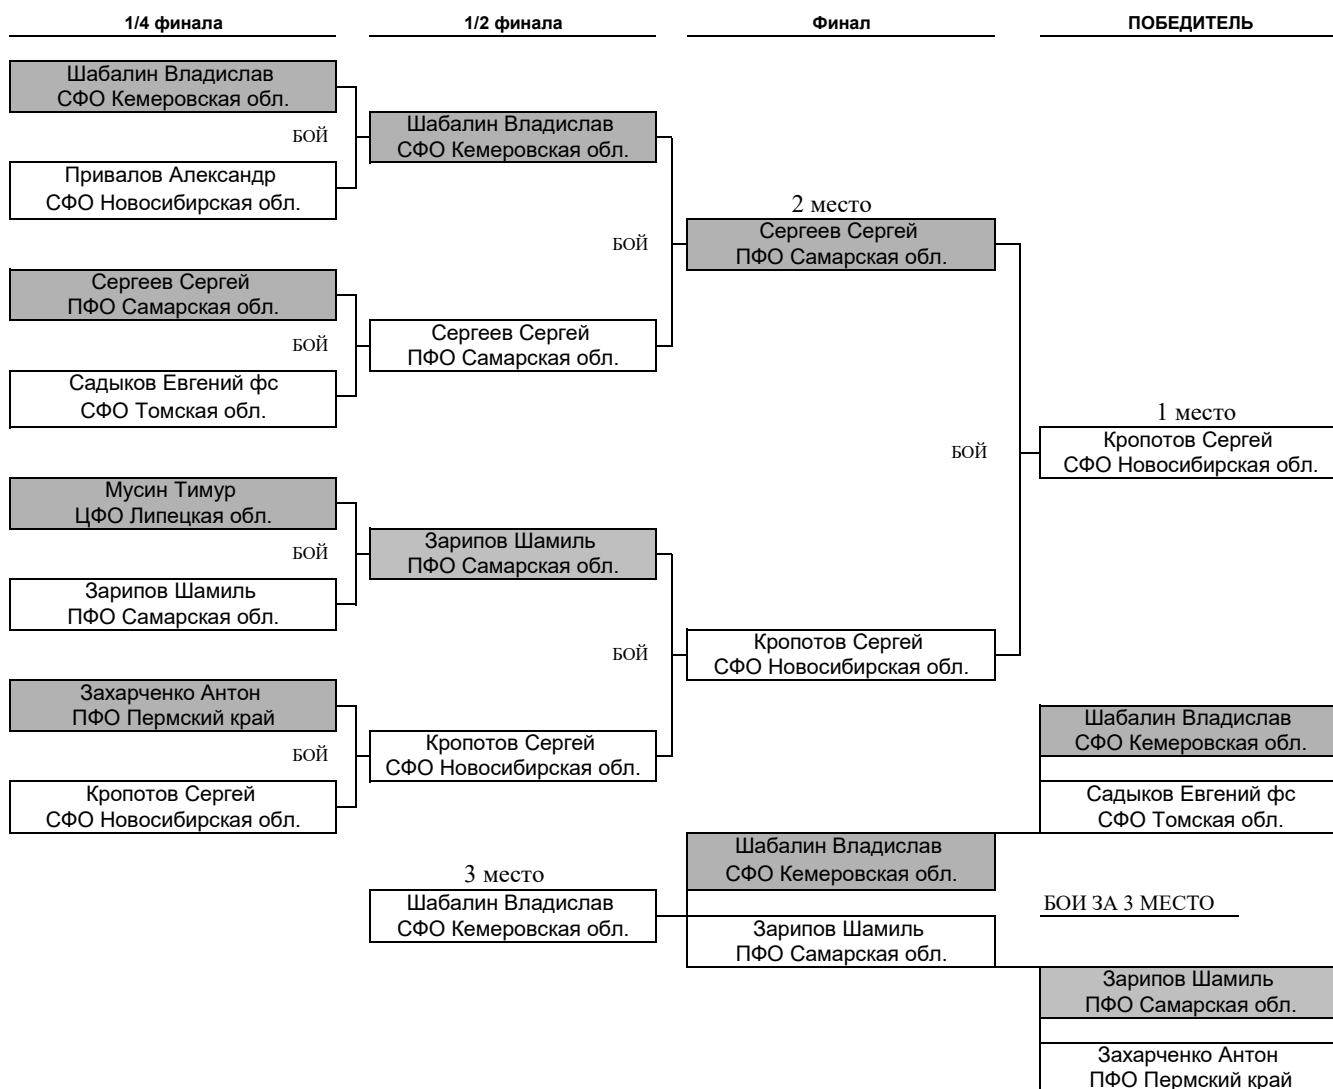 1/4 финала
1/2 финала
Финал
ПОБЕДИТЕЛЬ
Шабалин Владислав
СФО Кемеровская обл.
БОЙ
Привалов Александр
СФО Новосибирская обл.
Сергеев Сергей
ПФО Самарская обл.
БОЙ
Садыков Евгений фс
СФО Томская обл.
Мусин Тимур
ЦФО Липецкая обл.
БОЙ
Зарипов Шамиль
ПФО Самарская обл.
Захарченко Антон
ПФО Пермский край
БОЙ
Кропотов Сергей
СФО Новосибирская обл.
Шабалин Владислав
СФО Кемеровская обл.
БОЙ
Сергеев Сергей
ПФО Самарская обл.
Зарипов Шамиль
ПФО Самарская обл.
БОЙ
Кропотов Сергей
СФО Новосибирская обл.
2 место
Сергеев Сергей
ПФО Самарская обл.
БОЙ
Кропотов Сергей
СФО Новосибирская обл.
1 место
Кропотов Сергей
СФО Новосибирская обл.
Шабалин Владислав
СФО Кемеровская обл.
Садыков Евгений фс
СФО Томская обл.
БОИ ЗА 3 МЕСТО
Зарипов Шамиль
ПФО Самарская обл.
Захарченко Антон
ПФО Пермский край
Шабалин Владислав
СФО Кемеровская обл.
Зарипов Шамиль
ПФО Самарская обл.
3 место
Шабалин Владислав
СФО Кемеровская обл.